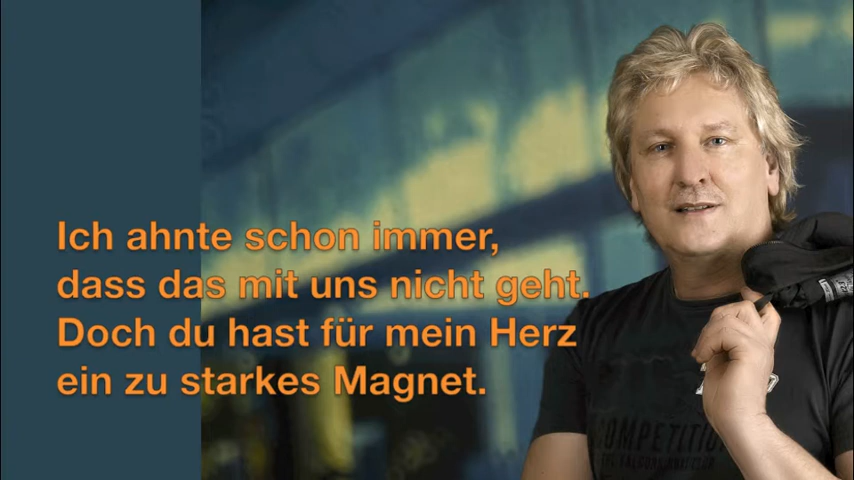 Ich ahnte schon immer,
dass das mit uns nicht geht.
Doch du hast für mein Herz
ein zu starkes Magnet.
COMPETITION